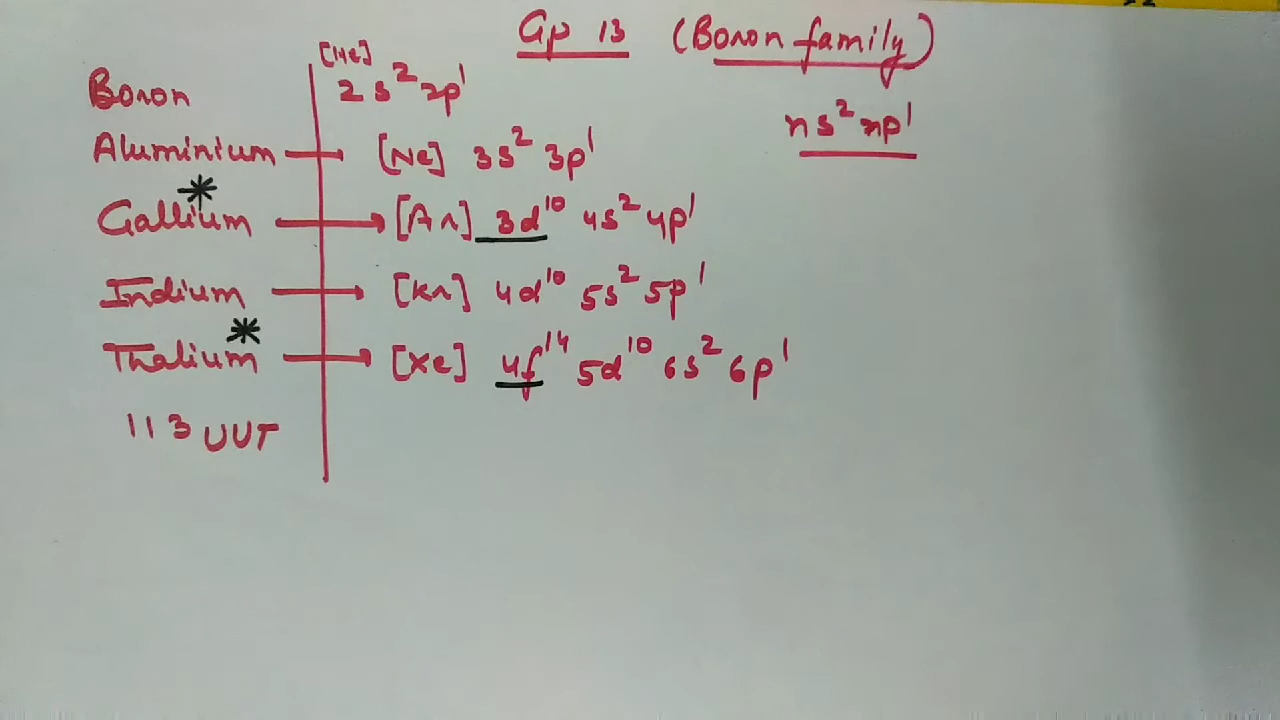 Gp 13 (Boron family)
ns² np¹
Boron [He] 2s² 2p¹
Aluminium [Ne] 3s² 3p¹
Gallium* [Ar] 3d¹⁰ 4s² 4p¹
Indium [Kr] 4d¹⁰ 5s² 5p¹
Thalium* [Xe] 4f¹⁴ 5d¹⁰ 6s² 6p¹
113 UUT